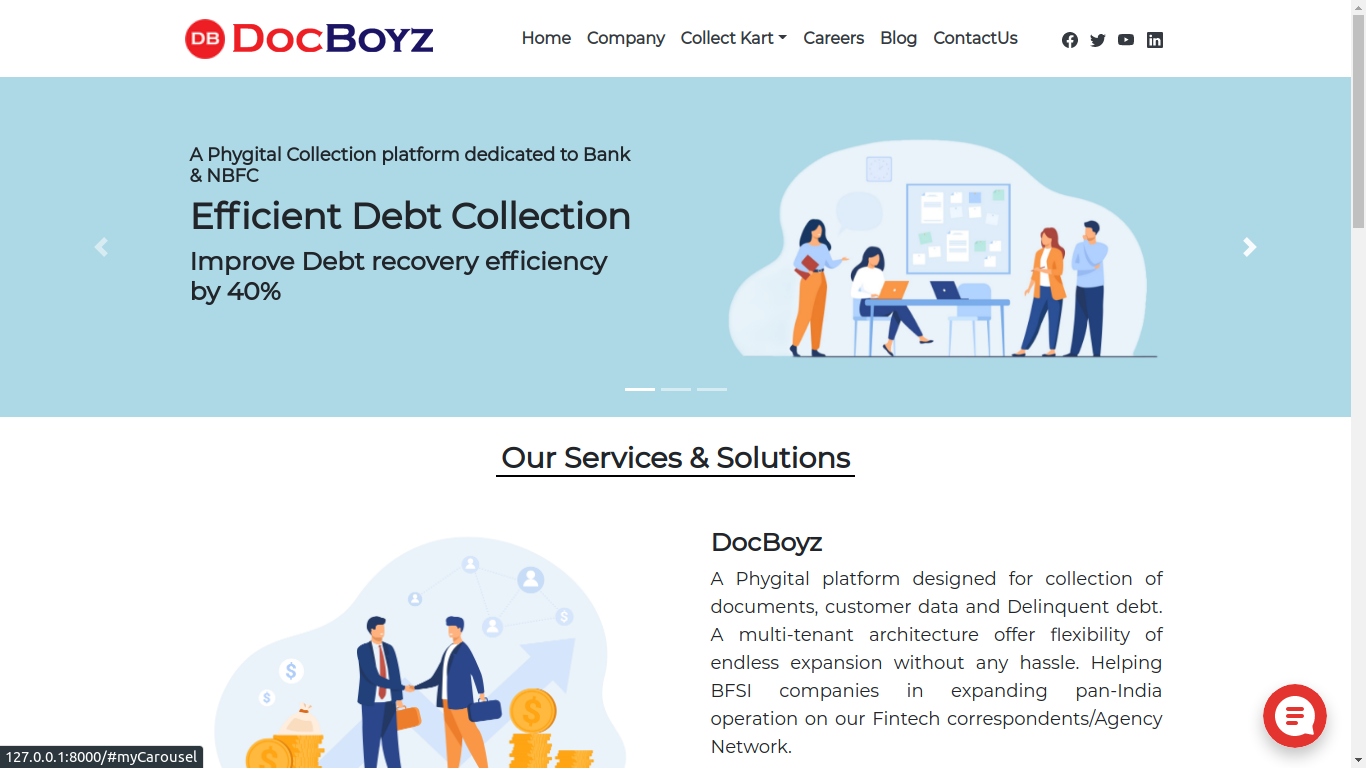 DB DocBoyz
Home Company Collect Kart Careers Blog ContactUs
A Phygital Collection platform dedicated to Bank
& NBFC
Efficient Debt Collection
Improve Debt recovery efficiency
by 40%
Our Services & Solutions
DocBoyz
A Phygital platform designed for collection of
documents, customer data and Delinquent debt.
A multi-tenant architecture offer flexibility of
endless expansion without any hassle. Helping
BFSI companies in expanding pan-India
operation on our Fintech correspondents/Agency
Network.
$
$
$
$
127.0.0.1:8000/#myCarousel